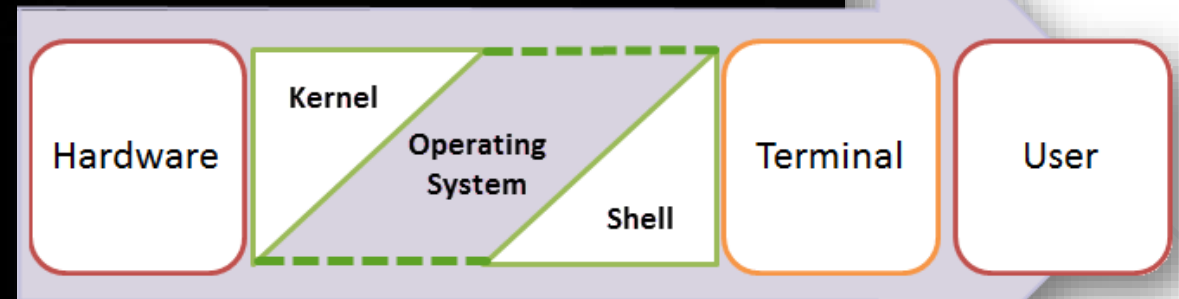 Hardware
Kernel
Operating
System
Shell
Terminal
User